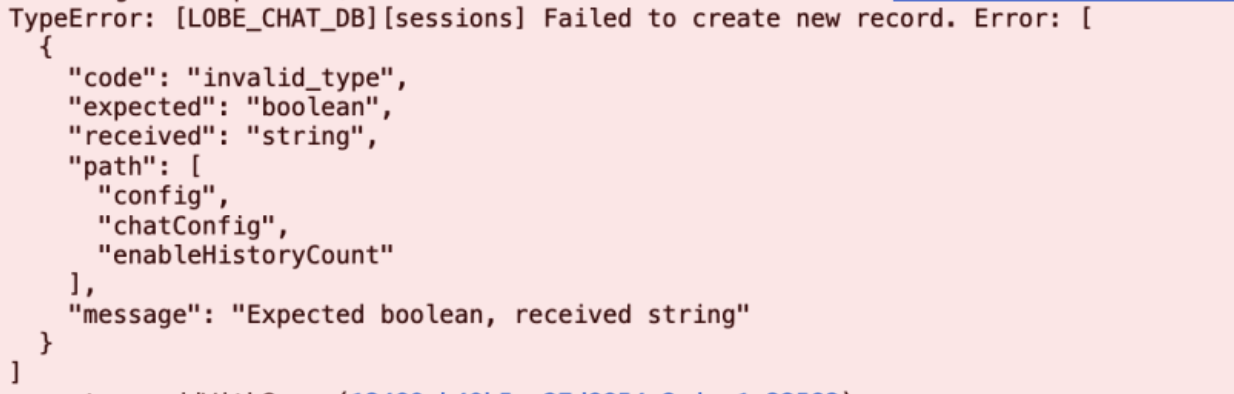 TypeError: [LOBE_CHAT_DB][sessions] Failed to create new record. Error: [
  {
    "code": "invalid_type",
    "expected": "boolean",
    "received": "string",
    "path": [
      "config",
      "chatConfig",
      "enableHistoryCount"
    ],
    "message": "Expected boolean, received string"
  }
]